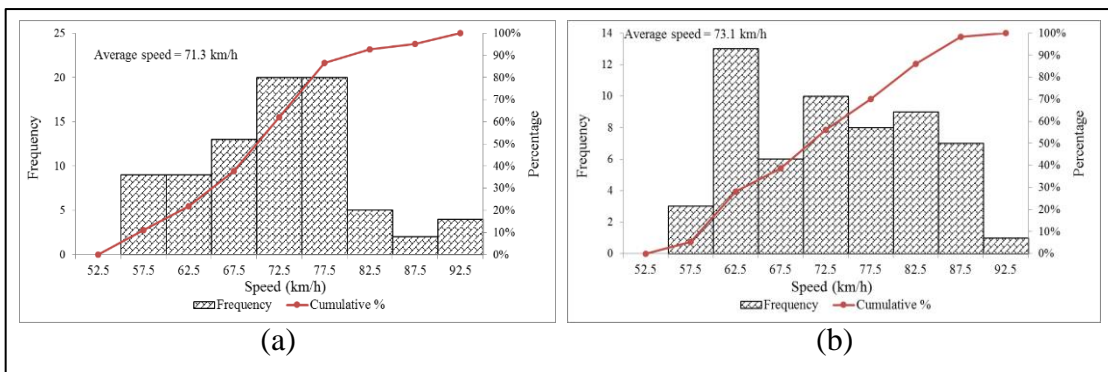 Average speed = 71.3 km/h
Frequency
25
20
15
10
5
0
100%
90%
80%
70%
60%
50%
40%
30%
20%
10%
0%
Percentage
52.5 57.5 62.5 67.5 72.5 77.5 82.5 87.5 92.5
Speed (km/h)
Frequency Cumulative %
(a)
Average speed = 73.1 km/h
Frequency
14
12
10
8
6
4
2
0
100%
90%
80%
70%
60%
50%
40%
30%
20%
10%
0%
Percentage
52.5 57.5 62.5 67.5 72.5 77.5 82.5 87.5 92.5
Speed (km/h)
Frequency Cumulative %
(b)